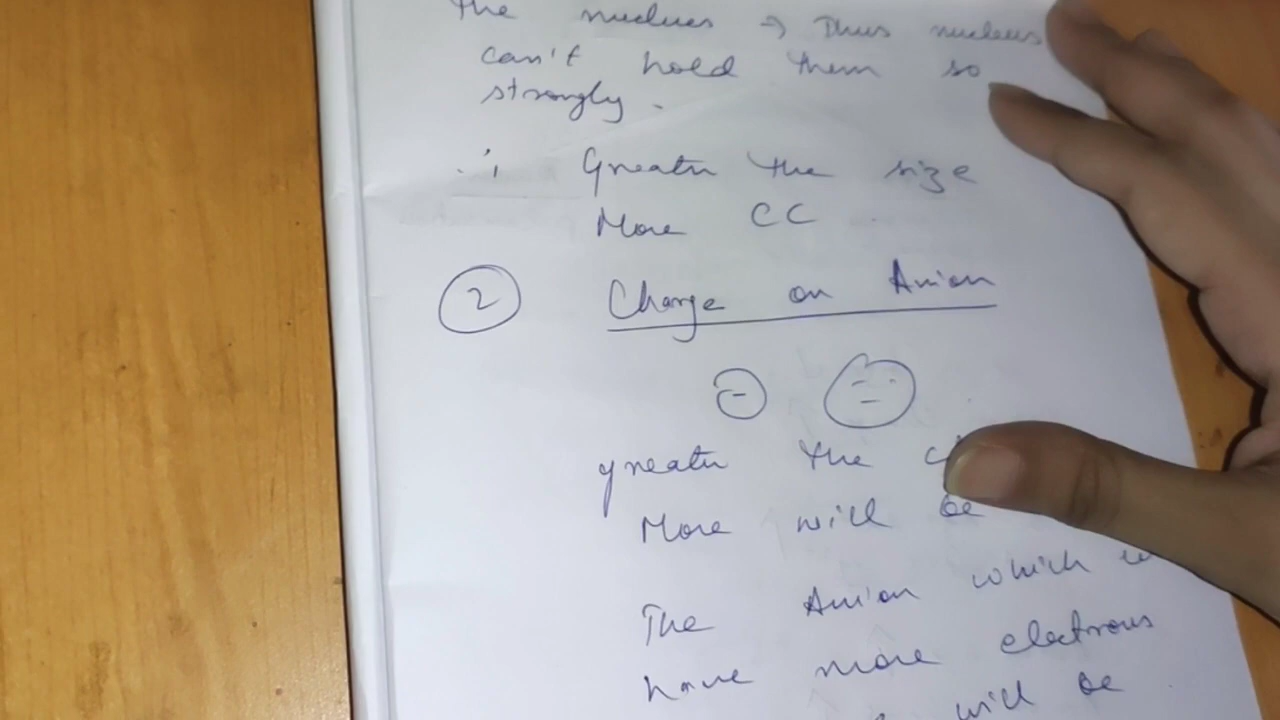 the nucleus → Thus nucleus
can't hold them so
strongly.
∴ Greater the size
More CC
2 Charge on Anion
- - - -
greater the
More will be
The Anion which
have more electrons
will be